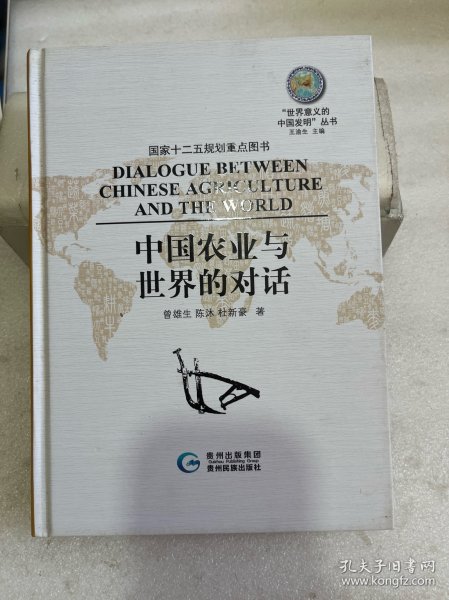 “世界意义的
中国发明”丛书
王渝生 主编
国家十二五规划重点图书
DIALOGUE BETWEEN
CHINESE AGRICULTURE
AND THE WORLD
中国农业与
世界的对话
曾雄生 陈沐 杜新豪 著
贵州出版集团
Guizhou Publishing Group
贵州民族出版社
孔夫子旧书网
www.kongfz.com